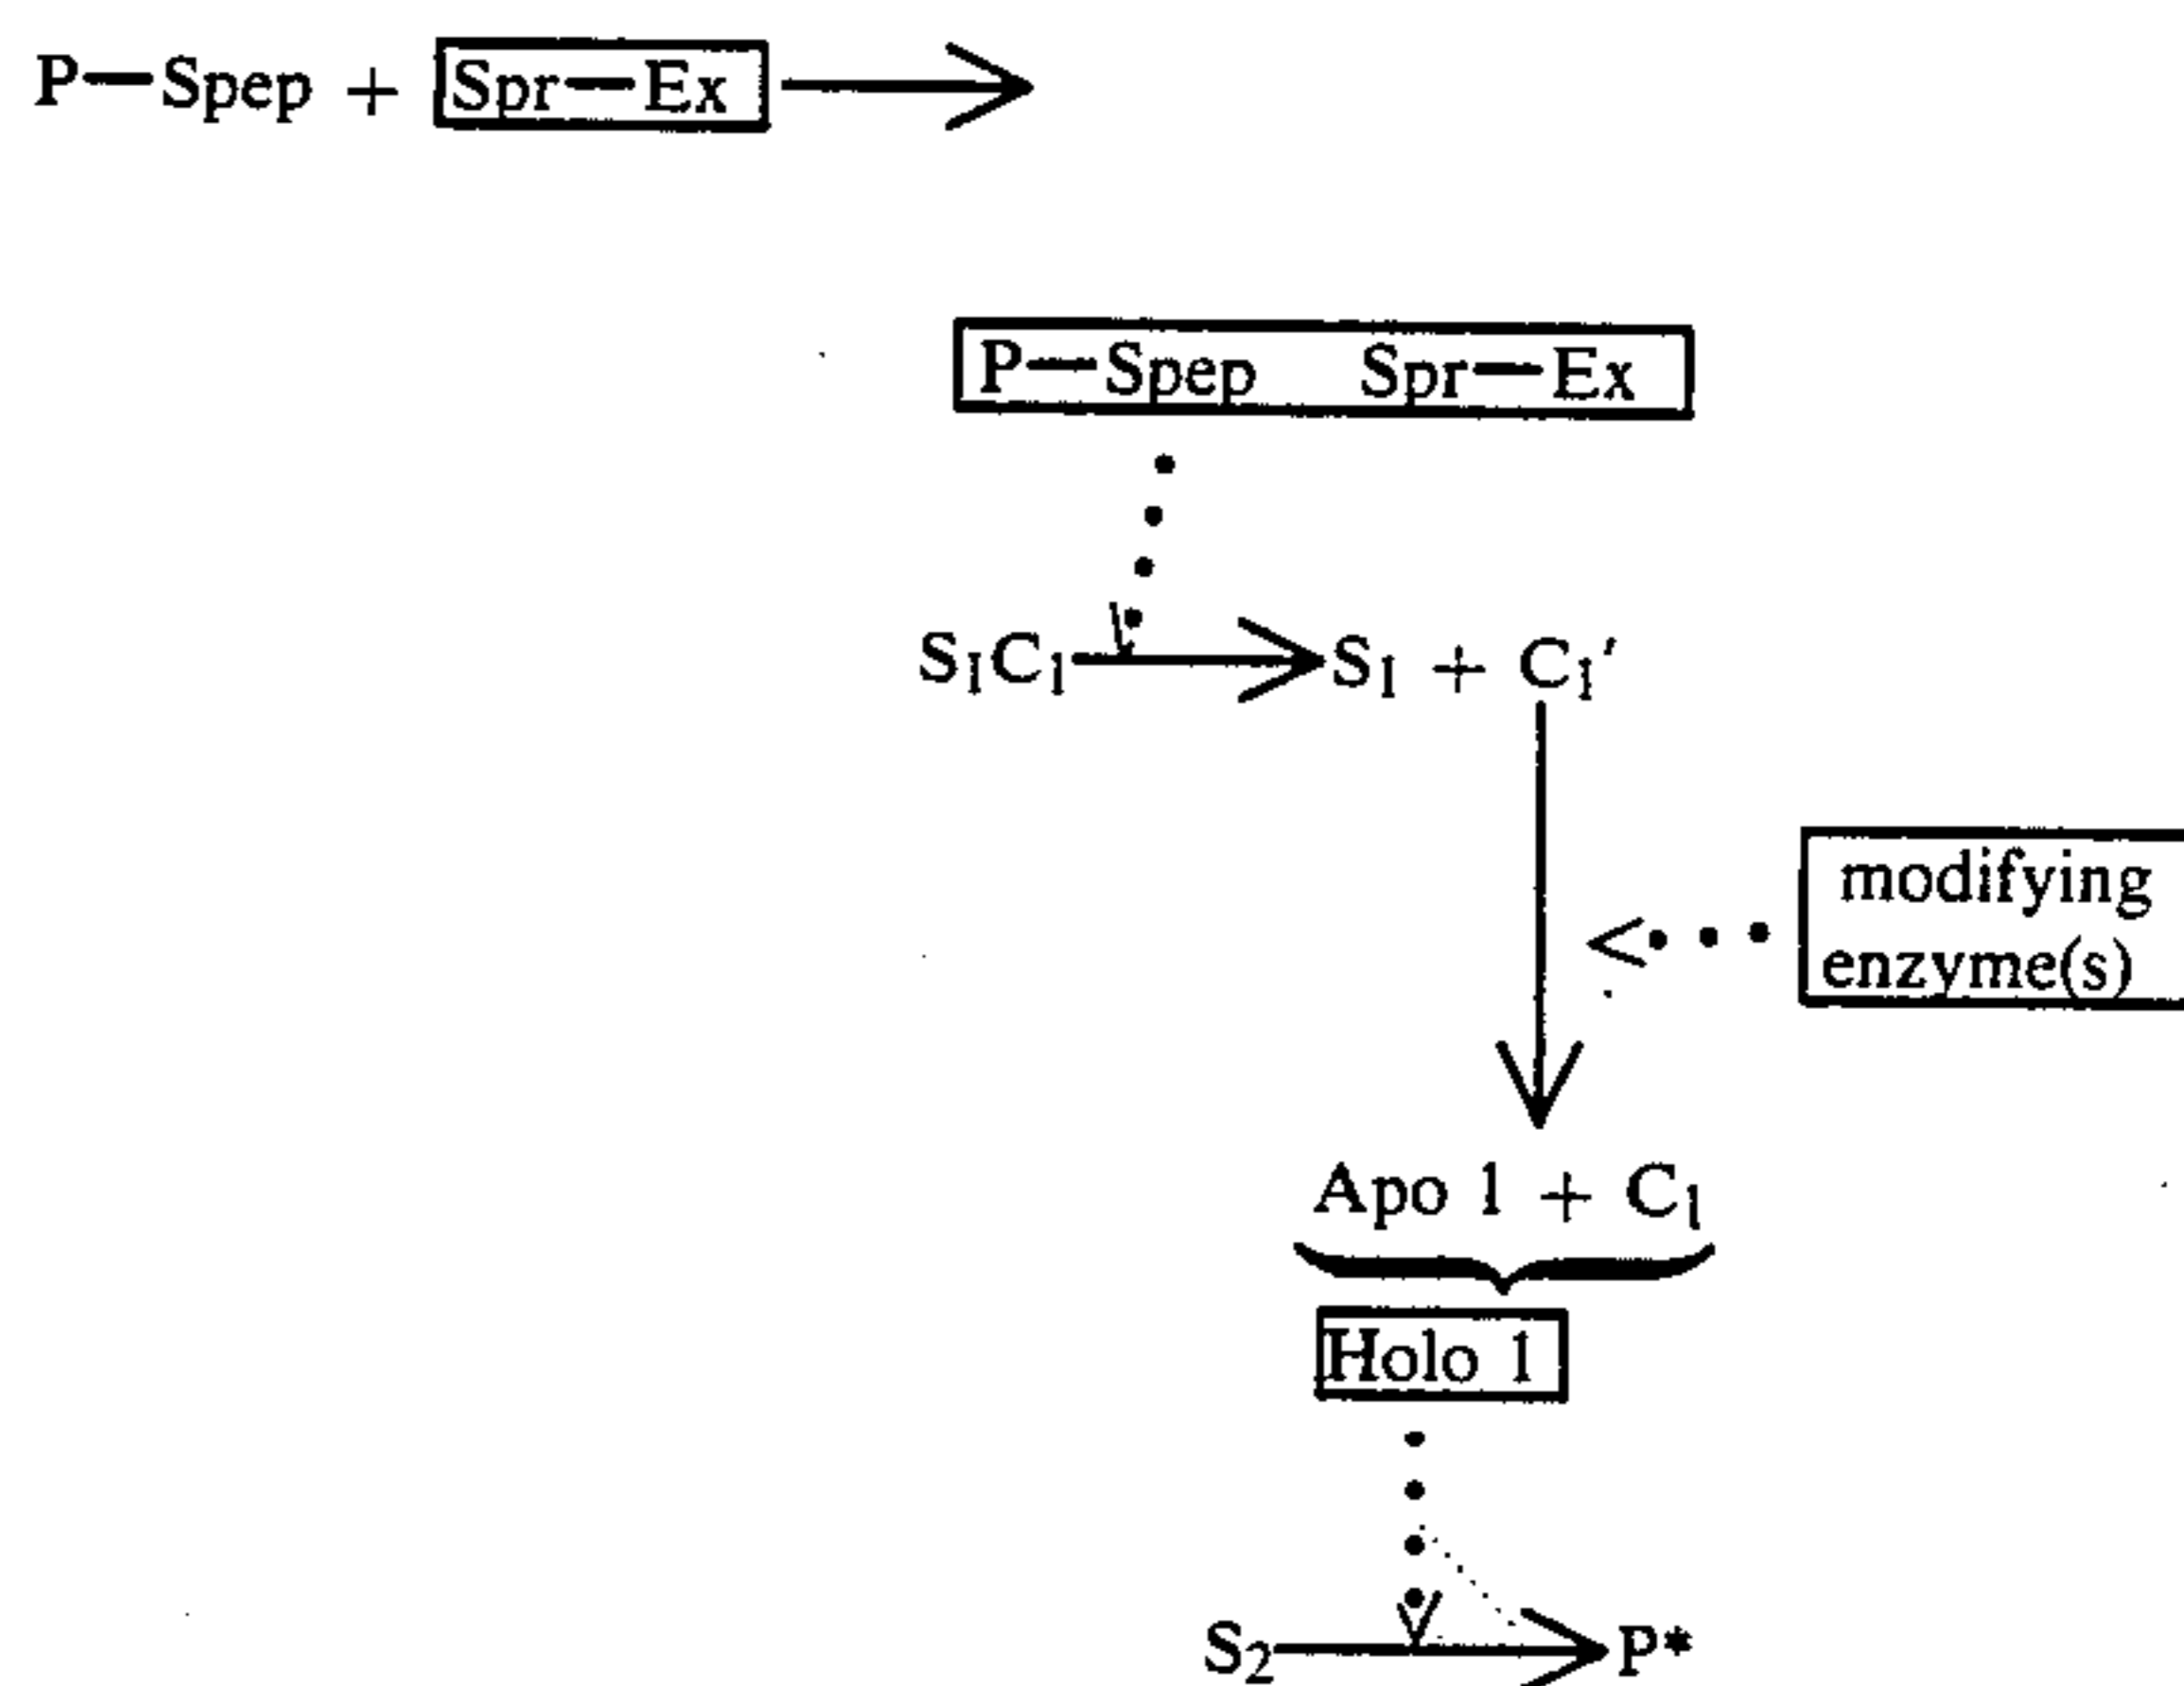 P—Spep + Spr—Ex
P—Spep Spr—Ex
S₁C₁ S₁ + C₁′
modifying
enzyme(s)
Apo 1 + C₁
Holo 1
S₂ P*